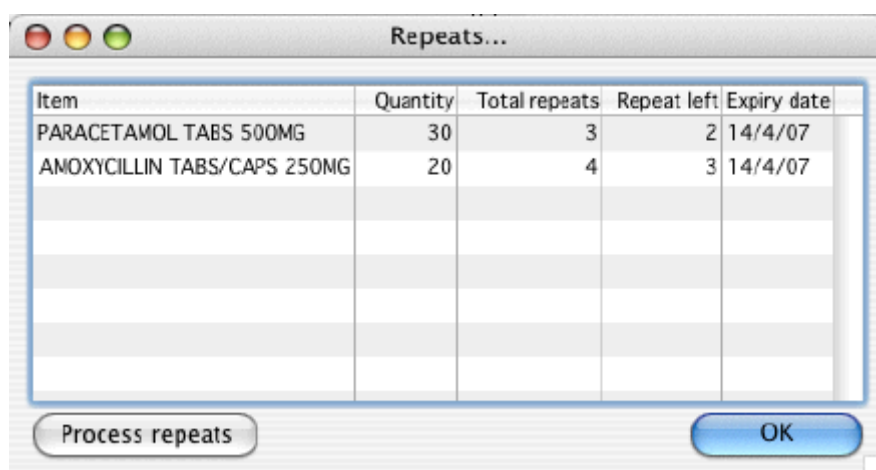 Repeats...
Item Quantity Total repeats Repeat left Expiry date
PARACETAMOL TABS 500MG 30 3 2 14/4/07
AMOXYCILLIN TABS/CAPS 250MG 20 4 3 14/4/07
Process repeats OK